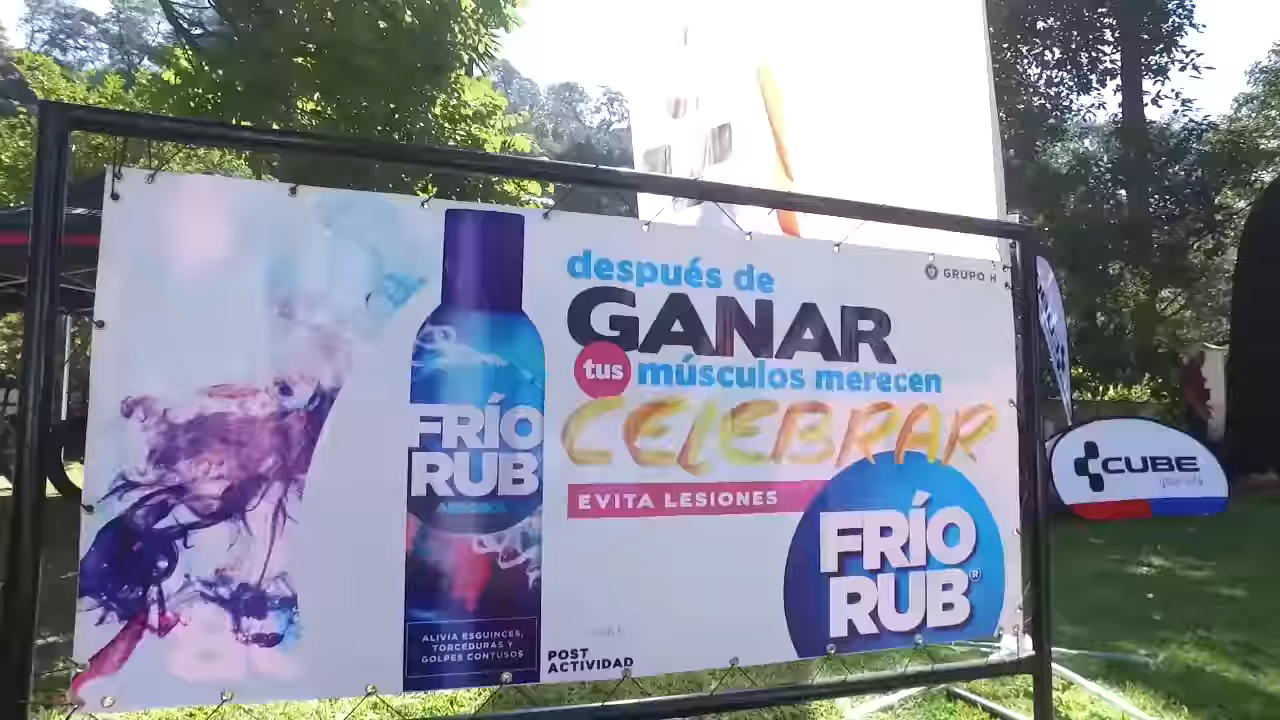 GRUPO H
después de
GANAR
tus músculos merecen
CELEBRAR
EVITA LESIONES
FRÍO
RUB®
FRÍO
RUB
AEROSOL
ALIVIA ESGUINCES,
TORCEDURAS Y
GOLPES CONTUSOS
POST
ACTIVIDAD
CUBE